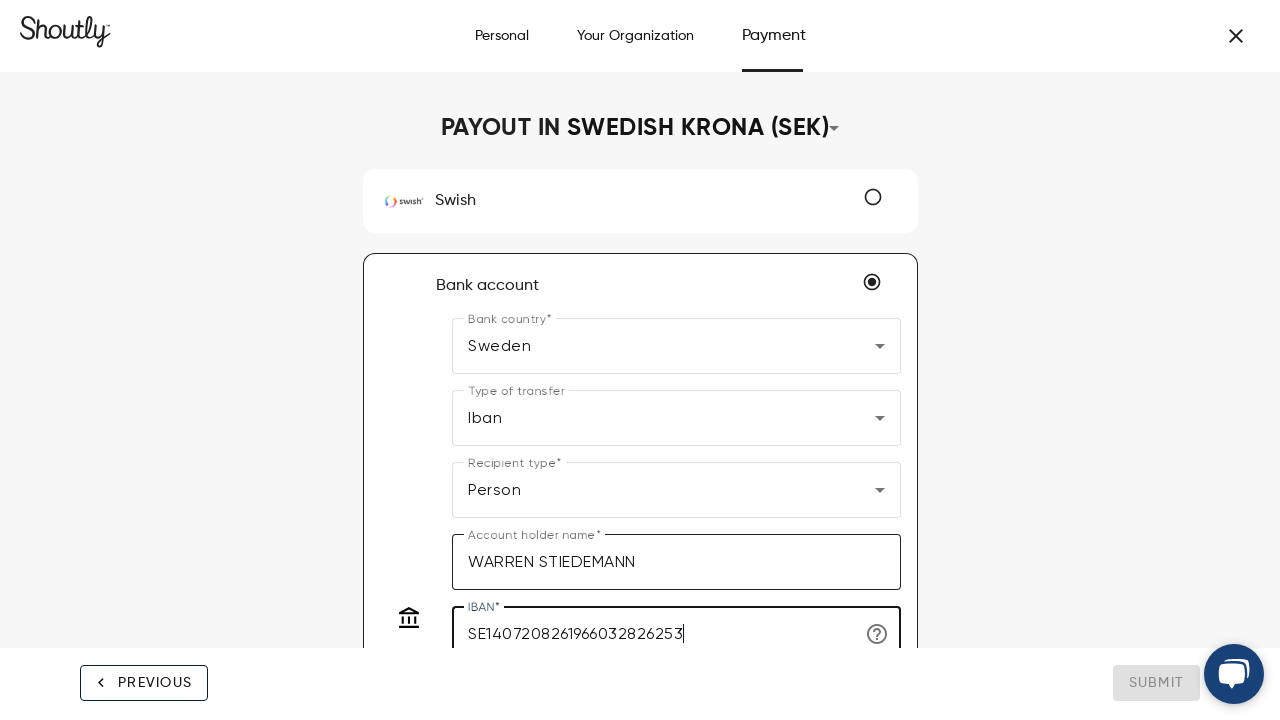 Shoutly™
Personal
Your Organization
Payment
PAYOUT IN SWEDISH KRONA (SEK)
swish®
Swish
Bank account
Bank country*
Sweden
Type of transfer
Iban
Recipient type*
Person
Account holder name*
WARREN STIEDEMANN
IBAN*
SE1407208261966032826253
PREVIOUS
SUBMIT